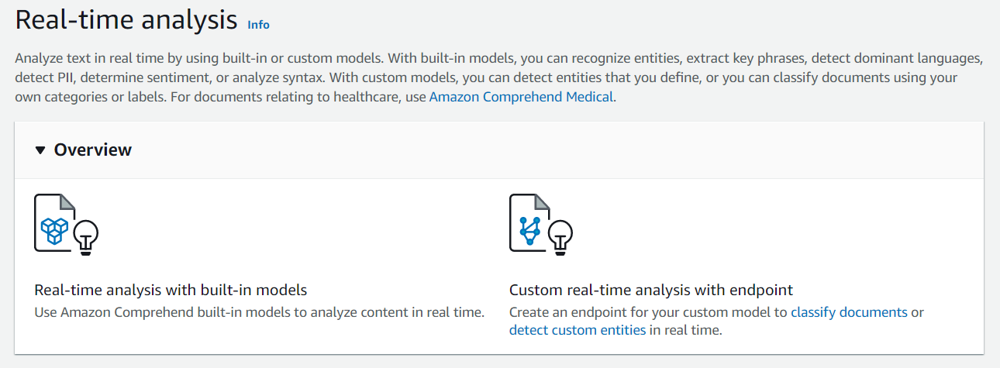 Real-time analysis Info
Analyze text in real time by using built-in or custom models. With built-in models, you can recognize entities, extract key phrases, detect dominant languages,
detect PII, determine sentiment, or analyze syntax. With custom models, you can detect entities that you define, or you can classify documents using your
own categories or labels. For documents relating to healthcare, use Amazon Comprehend Medical.
Overview
Real-time analysis with built-in models
Use Amazon Comprehend built-in models to analyze content in real time.
Custom real-time analysis with endpoint
Create an endpoint for your custom model to classify documents or
detect custom entities in real time.